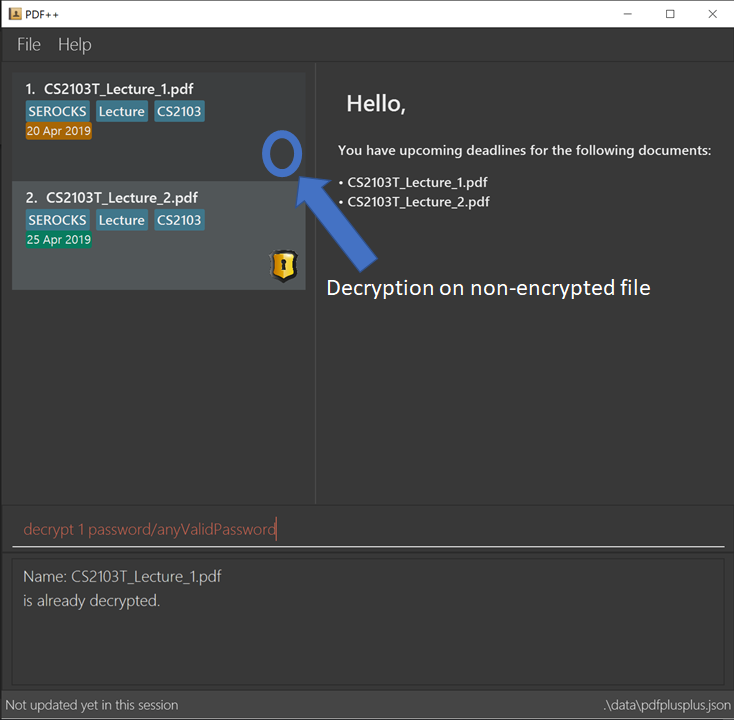 PDF++
File Help
1. CS2103T_Lecture_1.pdf
SEROCKS Lecture CS2103
20 Apr 2019
2. CS2103T_Lecture_2.pdf
SEROCKS Lecture CS2103
25 Apr 2019
Hello,
You have upcoming deadlines for the following documents:
• CS2103T_Lecture_1.pdf
• CS2103T_Lecture_2.pdf
Decryption on non-encrypted file
decrypt 1 password/anyValidPassword
Name: CS2103T_Lecture_1.pdf
is already decrypted.
Not updated yet in this session
.\data\pdfplusplus.json